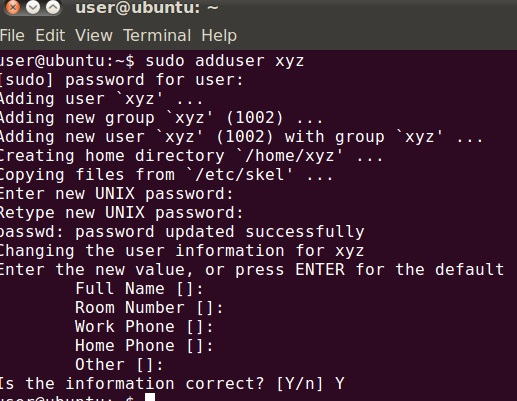 user@ubuntu: ~
File Edit View Terminal Help
user@ubuntu:~$ sudo adduser xyz
[sudo] password for user:
Adding user `xyz' ...
Adding new group `xyz' (1002) ...
Adding new user `xyz' (1002) with group `xyz' ...
Creating home directory `/home/xyz' ...
Copying files from `/etc/skel' ...
Enter new UNIX password:
Retype new UNIX password:
passwd: password updated successfully
Changing the user information for xyz
Enter the new value, or press ENTER for the default
Full Name []:
Room Number []:
Work Phone []:
Home Phone []:
Other []:
Is the information correct? [Y/n] Y
user@ubuntu:~$